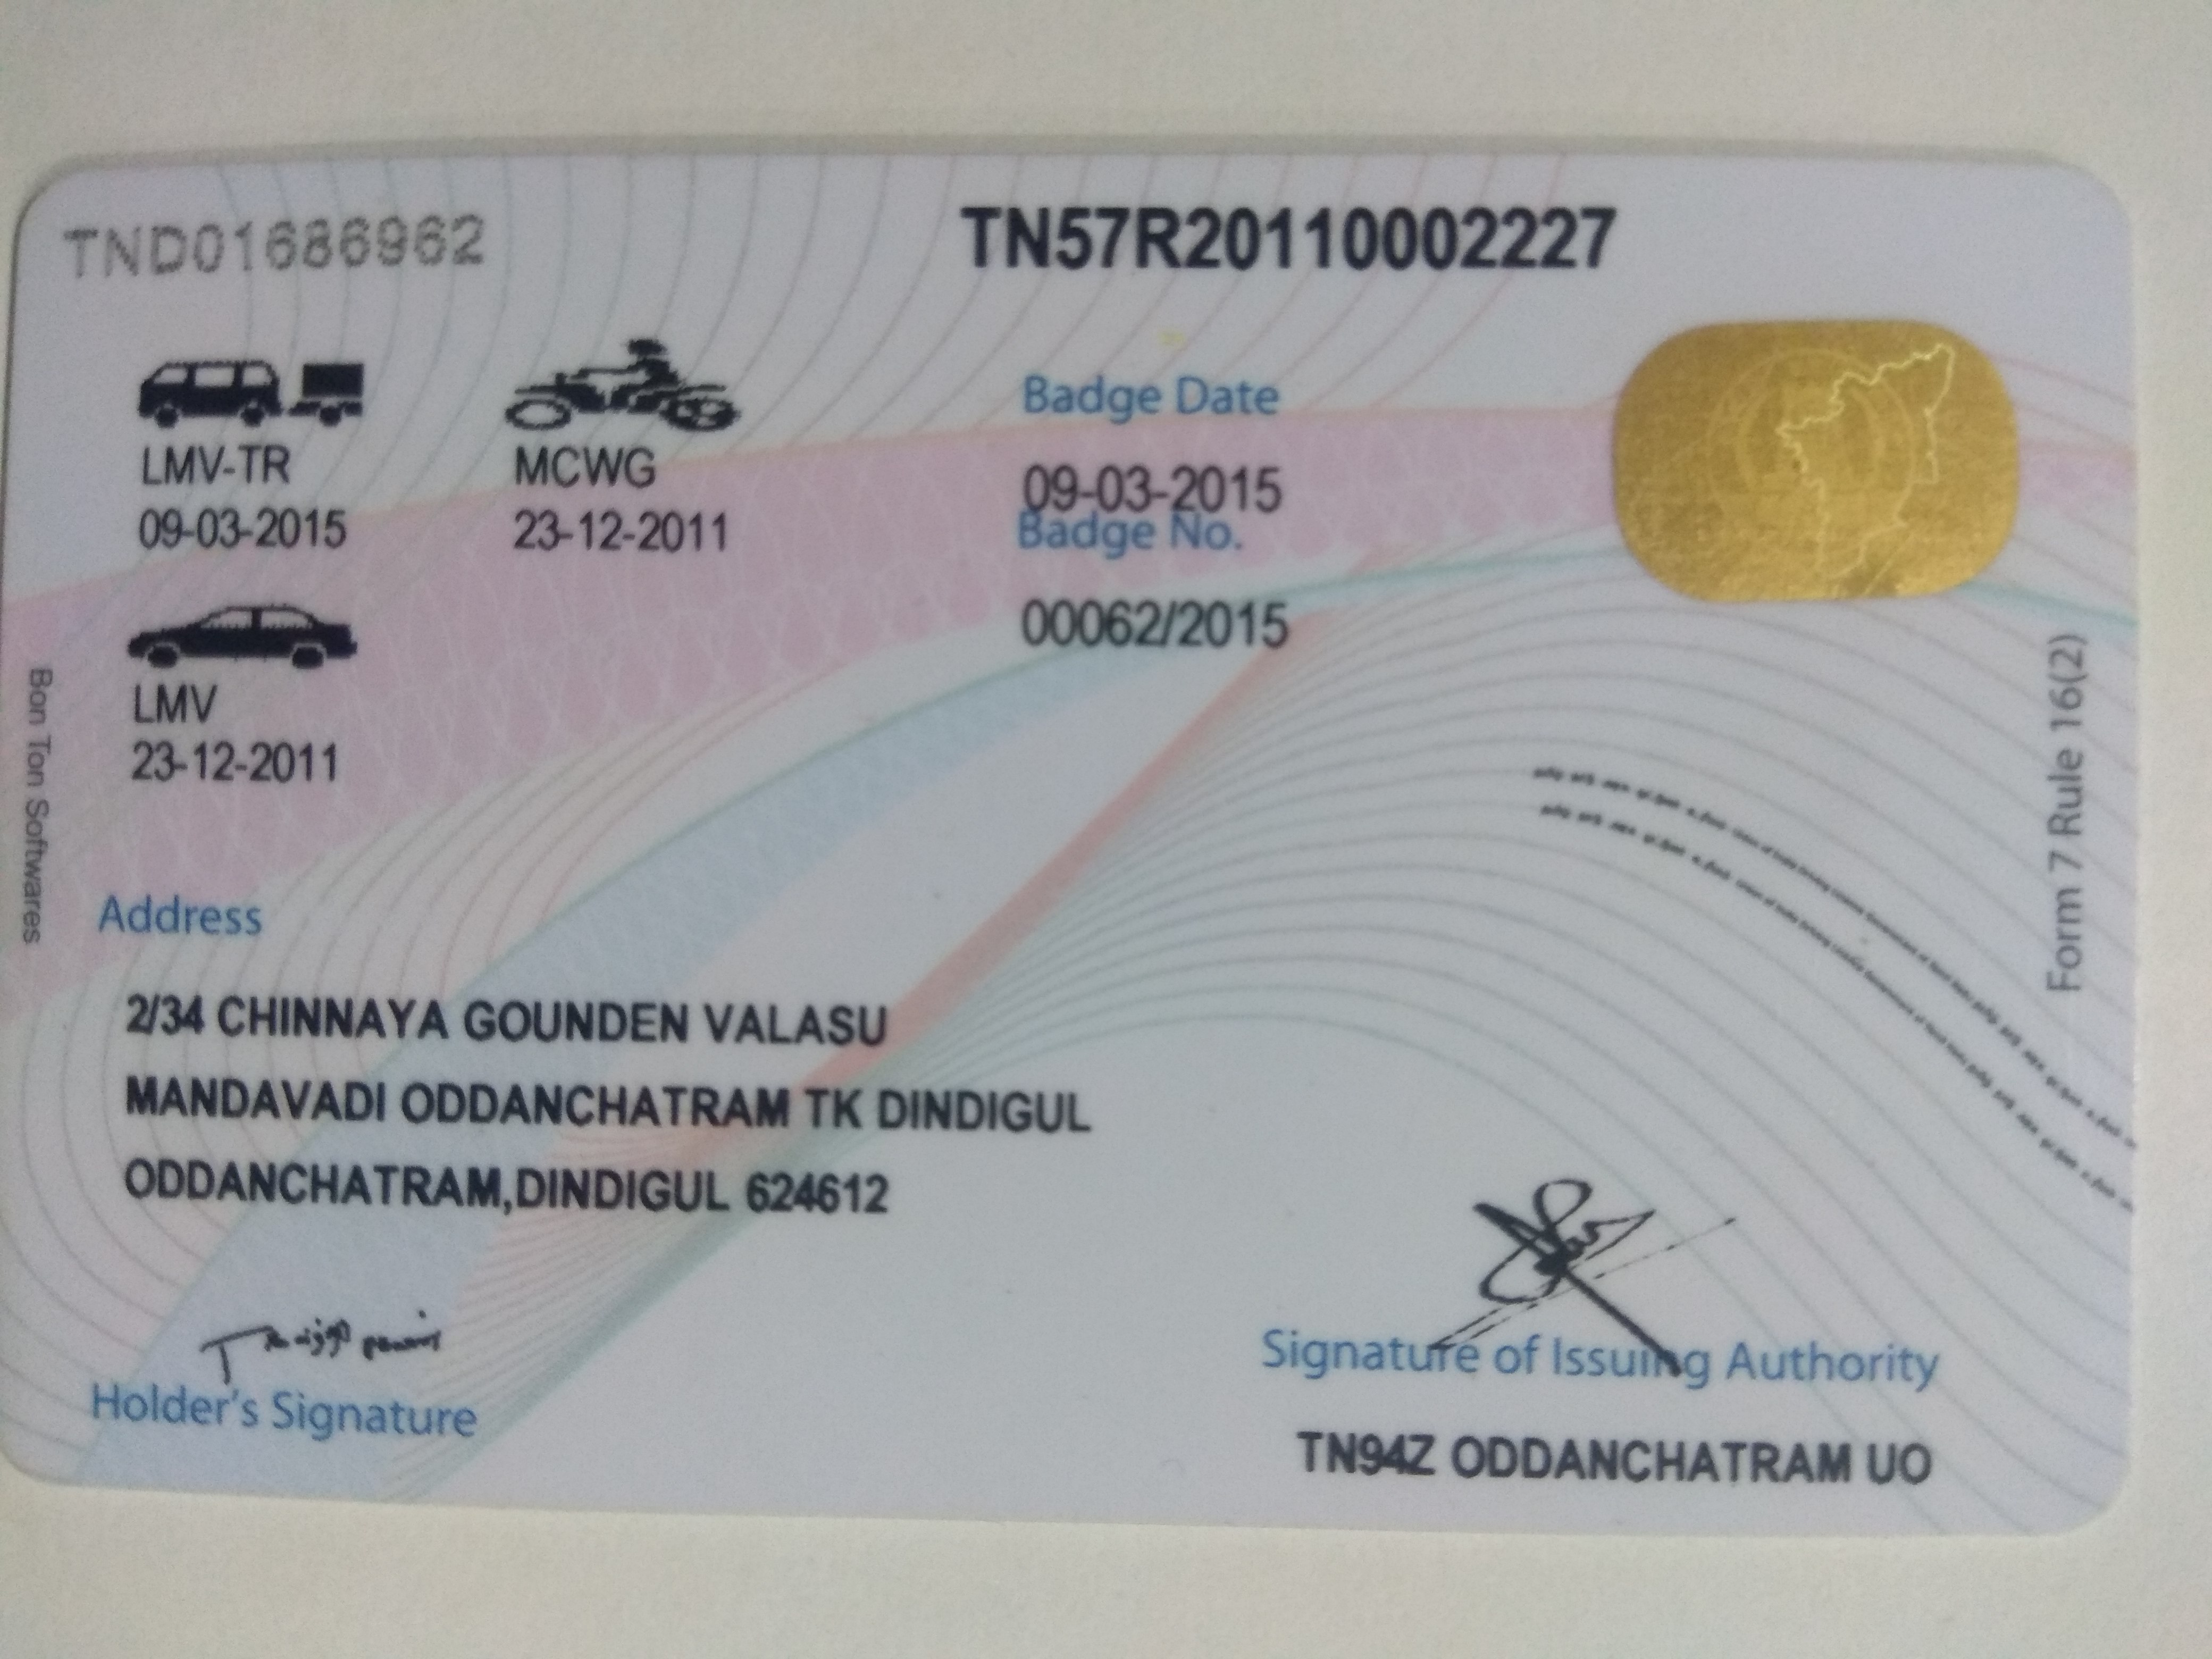 TND01686962
TN57R20110002227
LMV-TR
09-03-2015
MCWG
23-12-2011
Badge Date
09-03-2015
Badge No.
00062/2015
LMV
23-12-2011
Bon Ton Softwares
Form 7 Rule 16(2)
Address
2/34 CHINNAYA GOUNDEN VALASU
MANDAVADI ODDANCHATRAM TK DINDIGUL
ODDANCHATRAM,DINDIGUL 624612
Holder's Signature
Signature of Issuing Authority
TN94Z ODDANCHATRAM UO